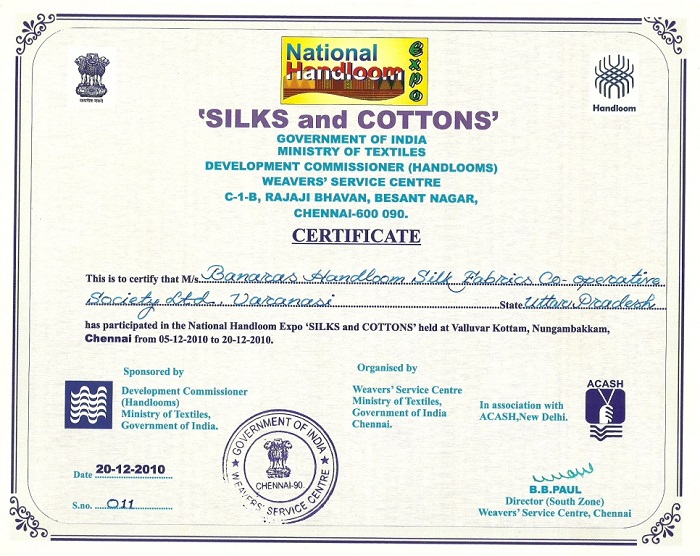 National
Handloom
expo
Handloom
'SILKS and COTTONS'
GOVERNMENT OF INDIA
MINISTRY OF TEXTILES
DEVELOPMENT COMMISSIONER (HANDLOOMS)
WEAVERS' SERVICE CENTRE
C-1-B, RAJAJI BHAVAN, BESANT NAGAR,
CHENNAI-600 090.
CERTIFICATE
This is to certify that M/s. Banaras Handloom Silk Fabrics Co-operative
Society Ltd., Varanasi State Uttar Pradesh
has participated in the National Handloom Expo 'SILKS and COTTONS' held at Valluvar Kottam, Nungambakkam,
Chennai from 05-12-2010 to 20-12-2010.
Sponsored by
Development Commissioner
(Handlooms)
Ministry of Textiles,
Government of India.
Organised by
Weavers' Service Centre
Ministry of Textiles,
Government of India
Chennai.
In association with
ACASH,New Delhi.
ACASH
GOVERNMENT OF INDIA
CHENNAI-90.
WEAVERS' SERVICE CENTRE
Date 20-12-2010
S.no. 011
B.B.PAUL
Director (South Zone)
Weavers' Service Centre, Chennai